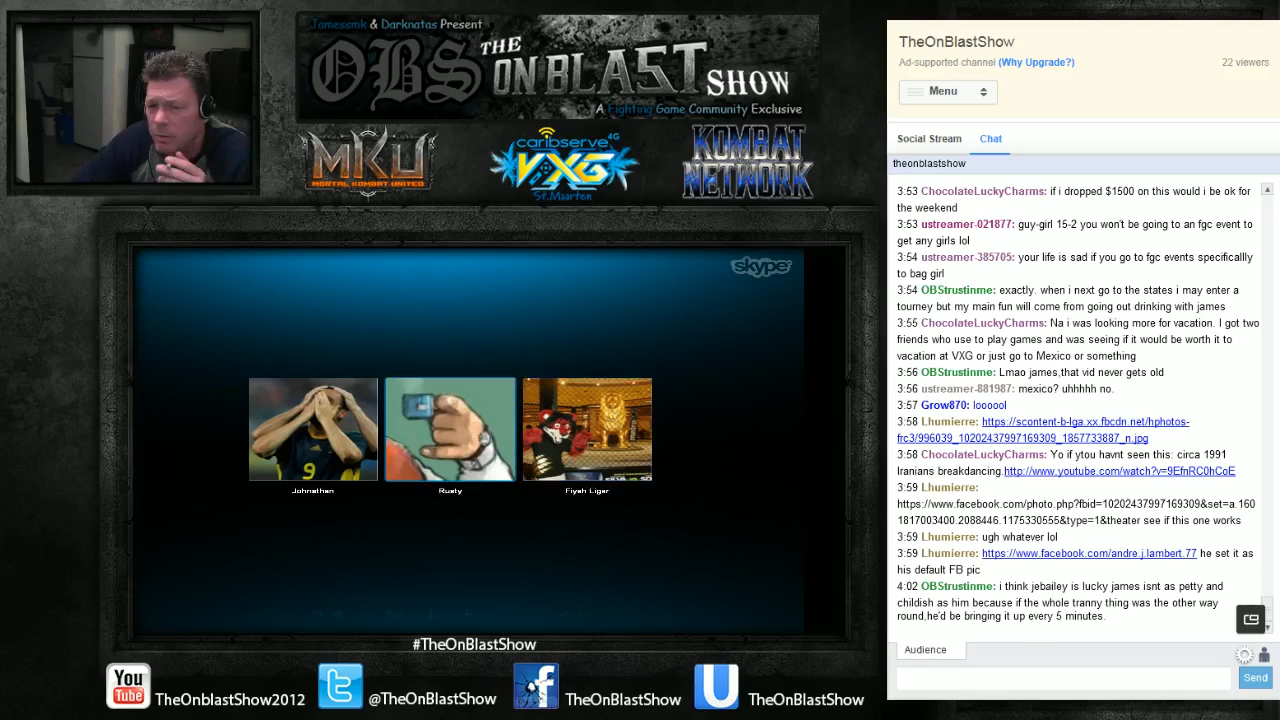 Jamessmk & Darknatas Present
OBS THE ON BLAST SHOW
A Fighting Game Community Exclusive
MKU
MORTAL KOMBAT UNITED
caribserve 4G
VXG
St.Maarten
KOMBAT
NETWORK
skype
9
Johnathan
Rusty
Fiyah Liger
#TheOnBlastShow
You
Tube
TheOnblastShow2012
@TheOnBlastShow
TheOnBlastShow
TheOnBlastShow
TheOnBlastShow
Ad-supported channel (Why Upgrade?)
22 viewers
Menu
Social Stream
Chat
theonblastshow
3:53 ChocolateLuckyCharms: if i dropped $1500 on this would i be ok for
the weekend
3:53 ustreamer-021877: guy-girl 15-2 you won't be going to an fgc event to
get any girls lol
3:54 ustreamer-385705: your life is sad if you go to fgc events specificallly
to bag girl
3:54 OBStrustinme: exactly. when i next go to the states i may enter a
tourney but my main fun will come from going out drinking with james
3:55 ChocolateLuckyCharms: Na i was looking more for vacation. I got two
friends who use to play games and was seeing if it would be worth it to
vacation at VXG or just go to Mexico or something
3:56 OBStrustinme: Lmao james,that vid never gets old
3:56 ustreamer-881987: mexico? uhhhhh no.
3:57 Grow870: loooool
3:58 Lhumierre: https://scontent-b-lga.xx.fbcdn.net/hphotos-
frc3/996039_10202437997169309_1857733887_n.jpg
3:58 ChocolateLuckyCharms: Yo if ytou havnt seen this: circa 1991
Iranians breakdancing.http://www.youtube.com/watch?v=9EfnRC0hCoE
3:59 Lhumierre:
https://www.facebook.com/photo.php?fbid=10202437997169309&set=a.160
1817003400.2088446.1175330555&type=1&theater see if this one works
3:59 Lhumierre: ugh whatever lol
3:59 Lhumierre: https://www.facebook.com/andre.j.lambert.77 he set it as
his default FB pic
4:02 OBStrustinme: i think jebailey is lucky james isnt as petty and
childish as him because if the whole tranny thing was the other way
round,he'd be bringing it up every 5 minutes.
Audience
Send